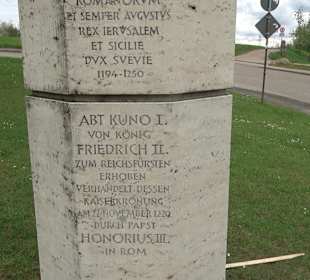 ROMANORVM
ET SEMPER AVGVSTVS
REX IERVSALEM
ET SICILIE
DVX SVEVIE
1194-1250
ABT KUNO I.
VON KÖNIG
FRIEDRICH II.
ZUM REICHSFÜRSTEN
ERHOBEN
VERHANDELT DESSEN
KAISERKRÖNUNG
AM 22. NOVEMBER 1220
DURCH PAPST
HONORIUS III.
IN ROM